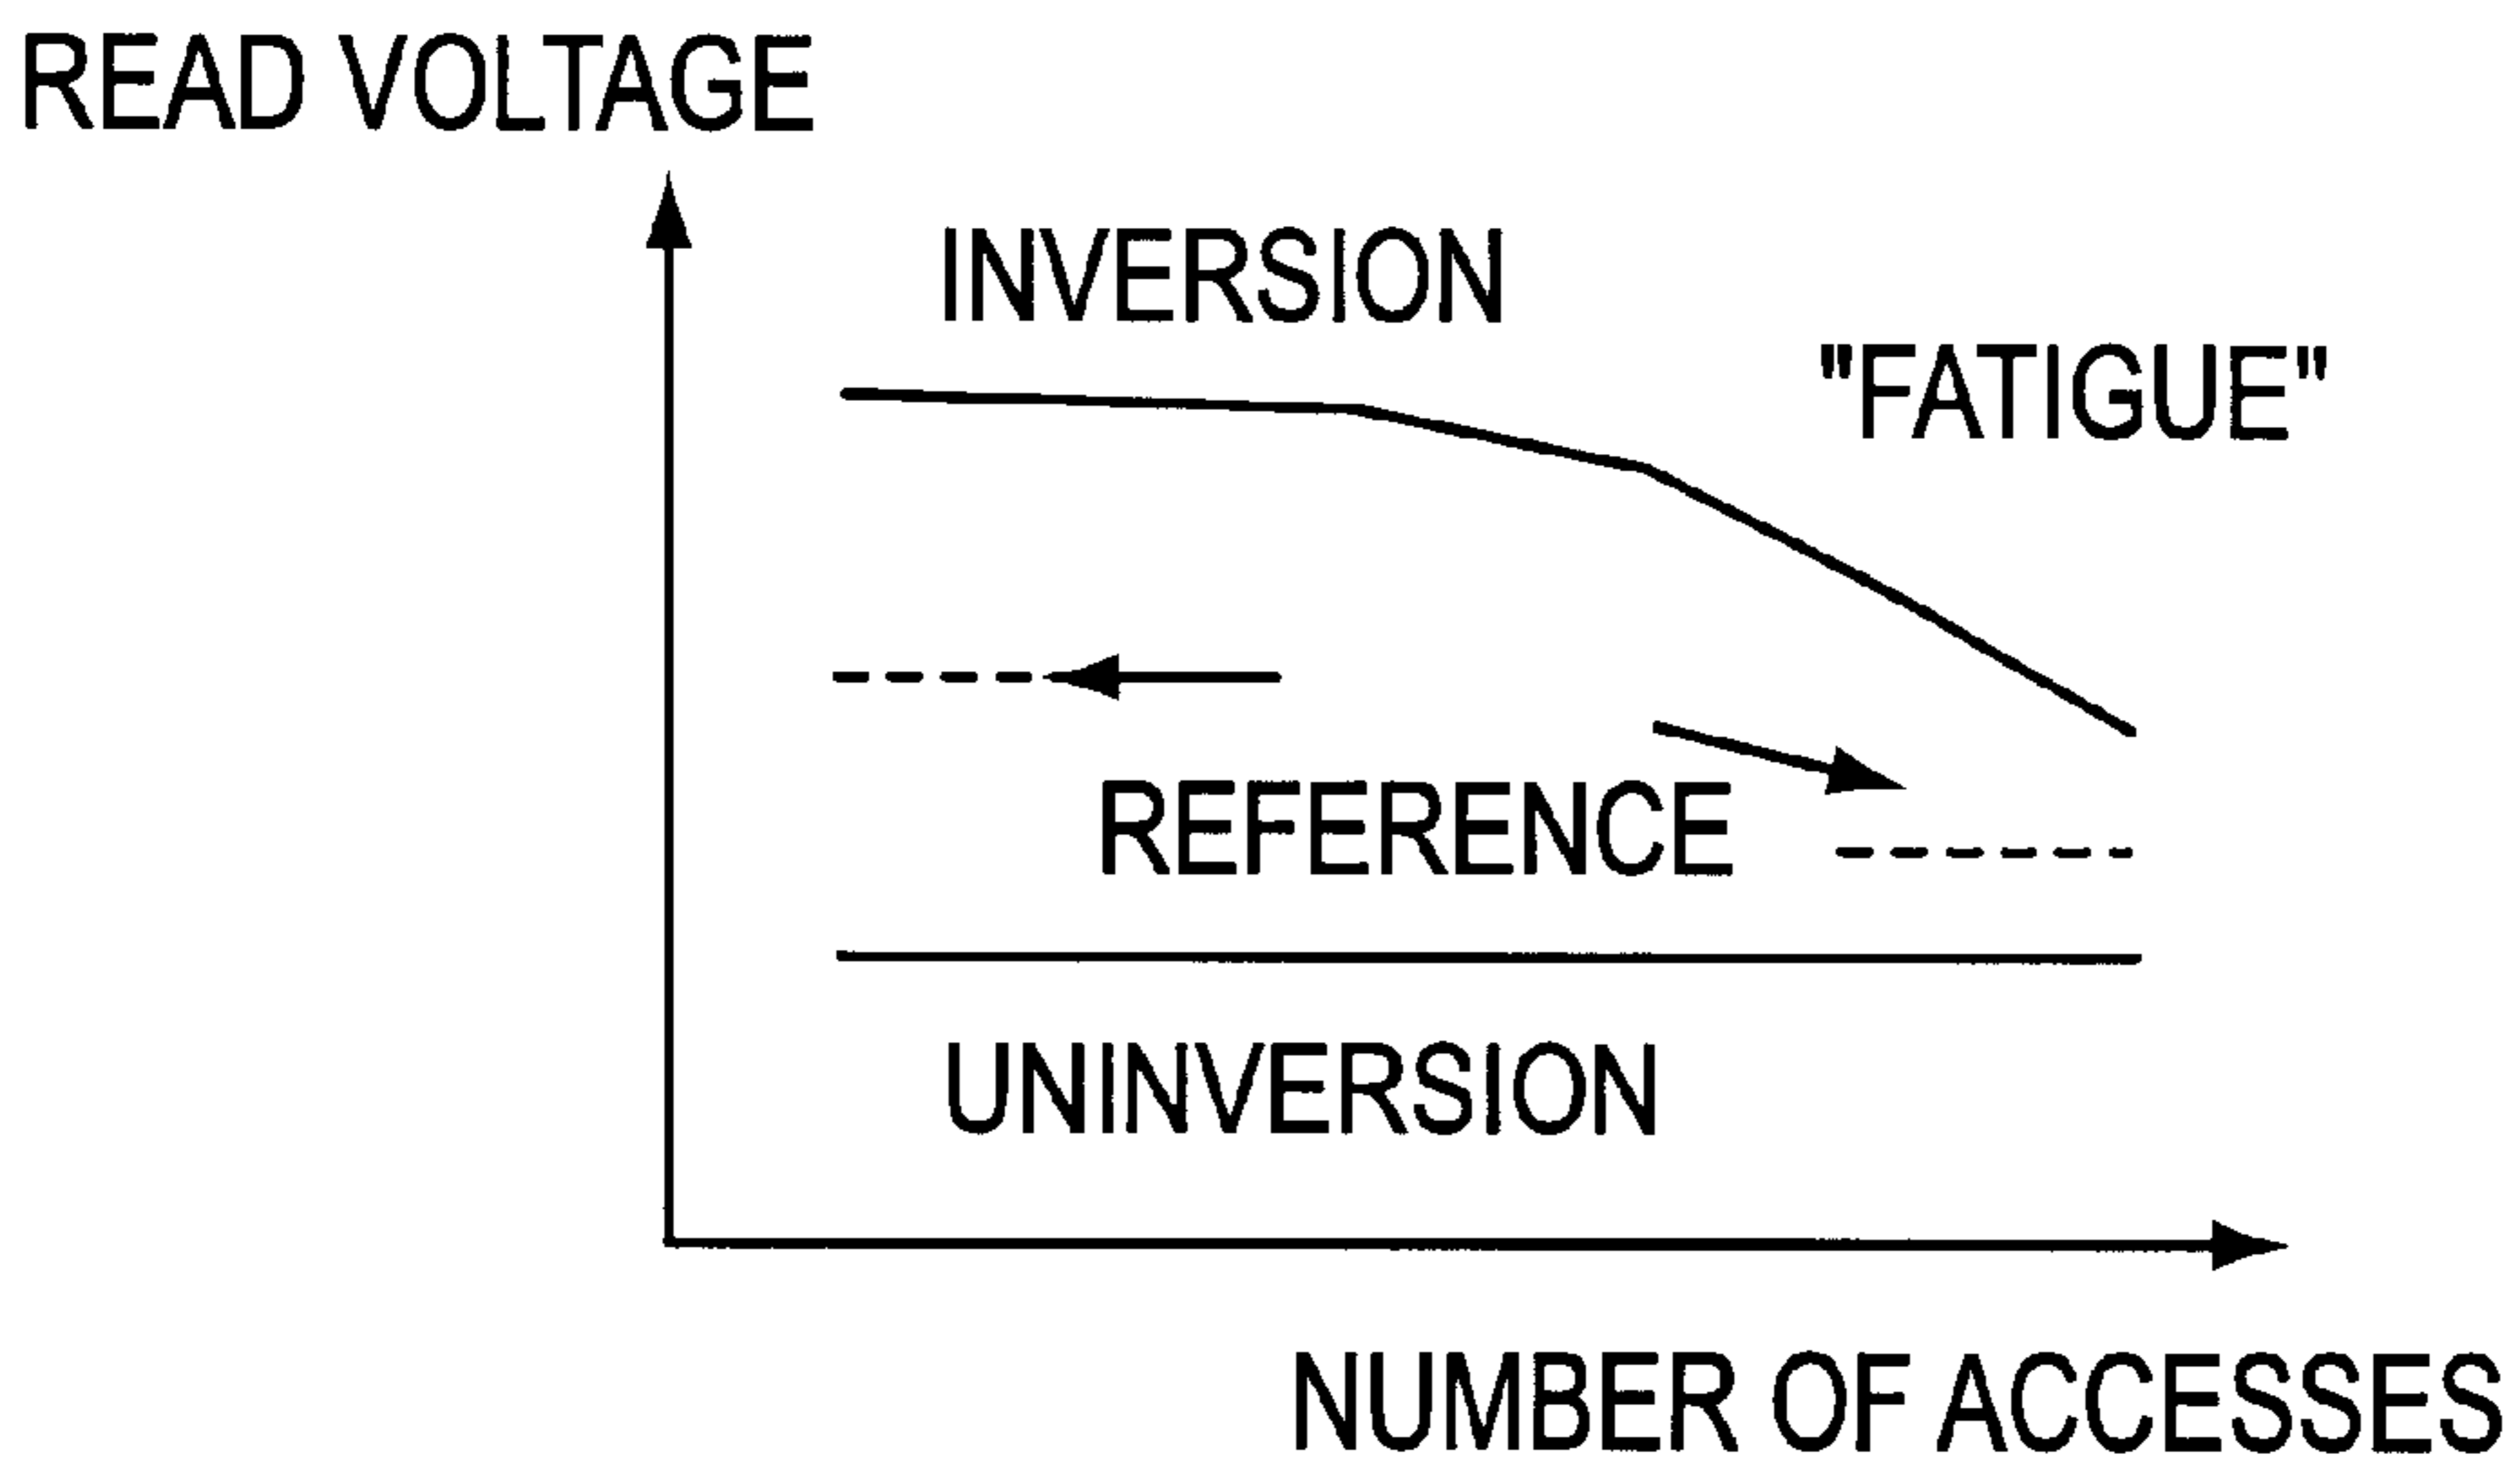 READ VOLTAGE
INVERSION
"FATIGUE"
REFERENCE
UNINVERSION
NUMBER OF ACCESSES